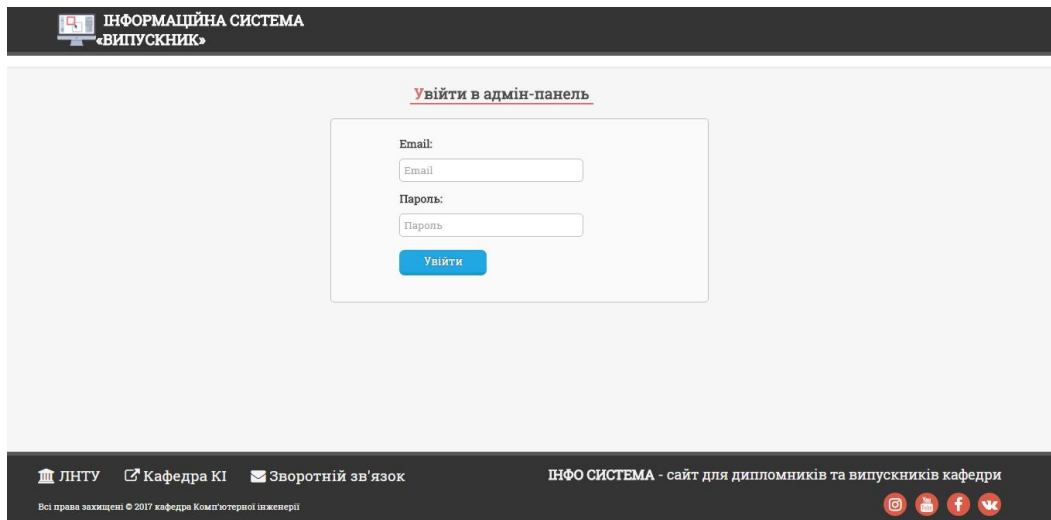 ІНФОРМАЦІЙНА СИСТЕМА
«ВИПУСКНИК»
Увійти в адмін-панель
Email:
Email
Пароль:
Пароль
Увійти
ЛНТУ Кафедра КІ Зворотній зв'язок
ІНФО СИСТЕМА - сайт для дипломників та випускників кафедри
Всі права захищені © 2017 кафедра Комп'ютерної інженерії